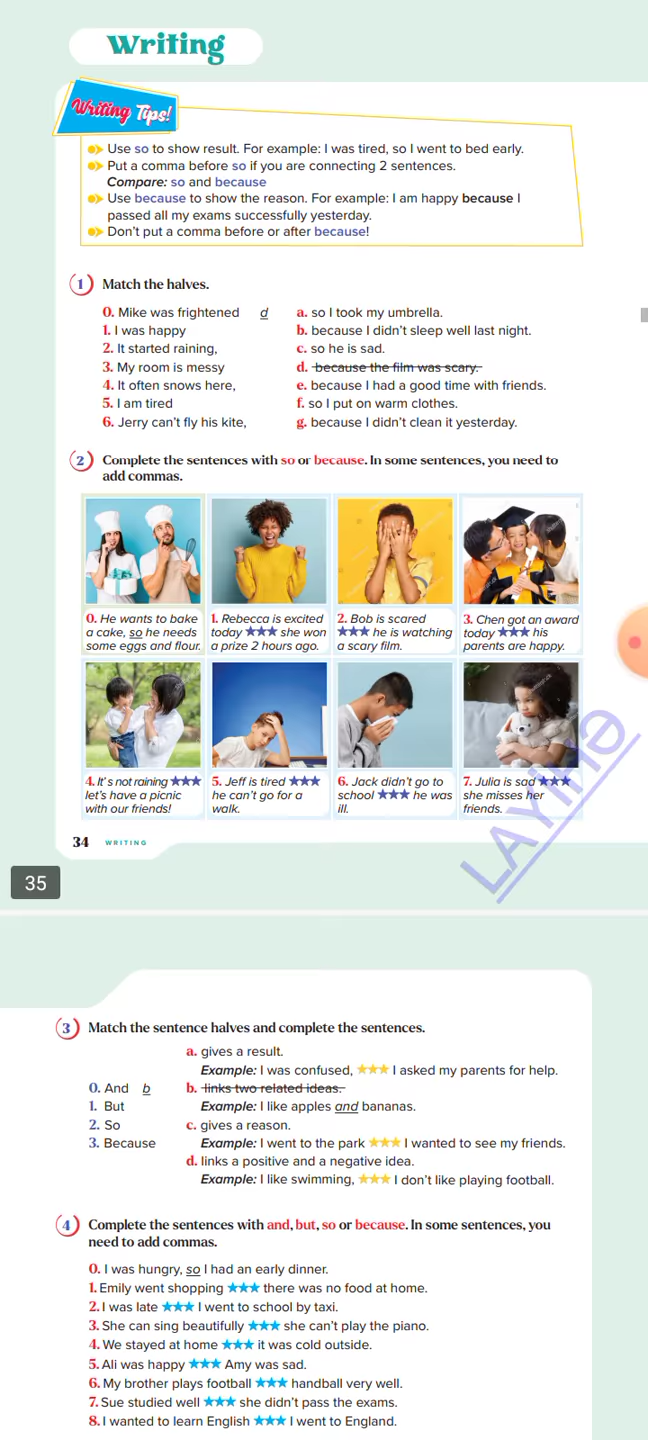 Writing
Writing Tips!
Use so to show result. For example: I was tired, so I went to bed early.
Put a comma before so if you are connecting 2 sentences.
Compare: so and because
Use because to show the reason. For example: I am happy because I
passed all my exams successfully yesterday.
Don't put a comma before or after because!
1 Match the halves.
0. Mike was frightened d
1. I was happy
2. It started raining,
3. My room is messy
4. It often snows here,
5. I am tired
6. Jerry can't fly his kite,
a. so I took my umbrella.
b. because I didn't sleep well last night.
c. so he is sad.
d. because the film was scary.
e. because I had a good time with friends.
f. so I put on warm clothes.
g. because I didn't clean it yesterday.
2 Complete the sentences with so or because. In some sentences, you need to
add commas.
0. He wants to bake
a cake, so he needs
some eggs and flour.
1. Rebecca is excited
today ★★★ she won
a prize 2 hours ago.
2. Bob is scared
★★★ he is watching
a scary film.
3. Chen got an award
today ★★★ his
parents are happy.
4. It's not raining ★★★
let's have a picnic
with our friends!
5. Jeff is tired ★★★
he can't go for a
walk.
6. Jack didn't go to
school ★★★ he was
ill.
7. Julia is sad ★★★
she misses her
friends.
LAYihə
34 WRITING
35
3 Match the sentence halves and complete the sentences.
0. And b
1. But
2. So
3. Because
a. gives a result.
Example: I was confused, ★★★ I asked my parents for help.
b. links two related ideas.
Example: I like apples and bananas.
c. gives a reason.
Example: I went to the park ★★★ I wanted to see my friends.
d. links a positive and a negative idea.
Example: I like swimming, ★★★ I don't like playing football.
4 Complete the sentences with and, but, so or because. In some sentences, you
need to add commas.
0. I was hungry, so I had an early dinner.
1. Emily went shopping ★★★ there was no food at home.
2. I was late ★★★ I went to school by taxi.
3. She can sing beautifully ★★★ she can't play the piano.
4. We stayed at home ★★★ it was cold outside.
5. Ali was happy ★★★ Amy was sad.
6. My brother plays football ★★★ handball very well.
7. Sue studied well ★★★ she didn't pass the exams.
8. I wanted to learn English ★★★ I went to England.